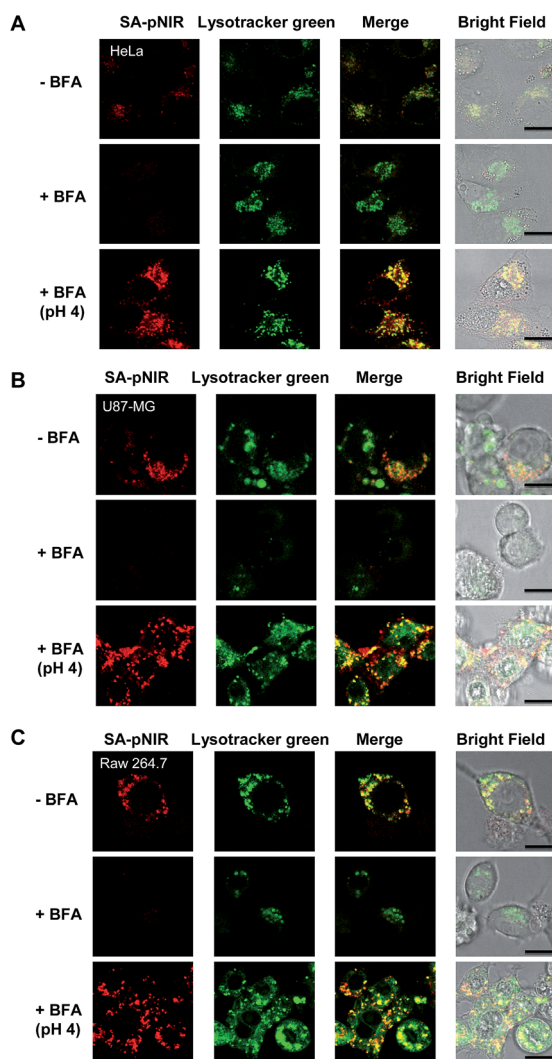 A
SA-pNIR Lysotracker green Merge Bright Field
HeLa
- BFA
+ BFA
+ BFA
(pH 4)
B
SA-pNIR Lysotracker green Merge Bright Field
U87-MG
- BFA
+ BFA
+ BFA
(pH 4)
C
SA-pNIR Lysotracker green Merge Bright Field
Raw 264.7
- BFA
+ BFA
+ BFA
(pH 4)